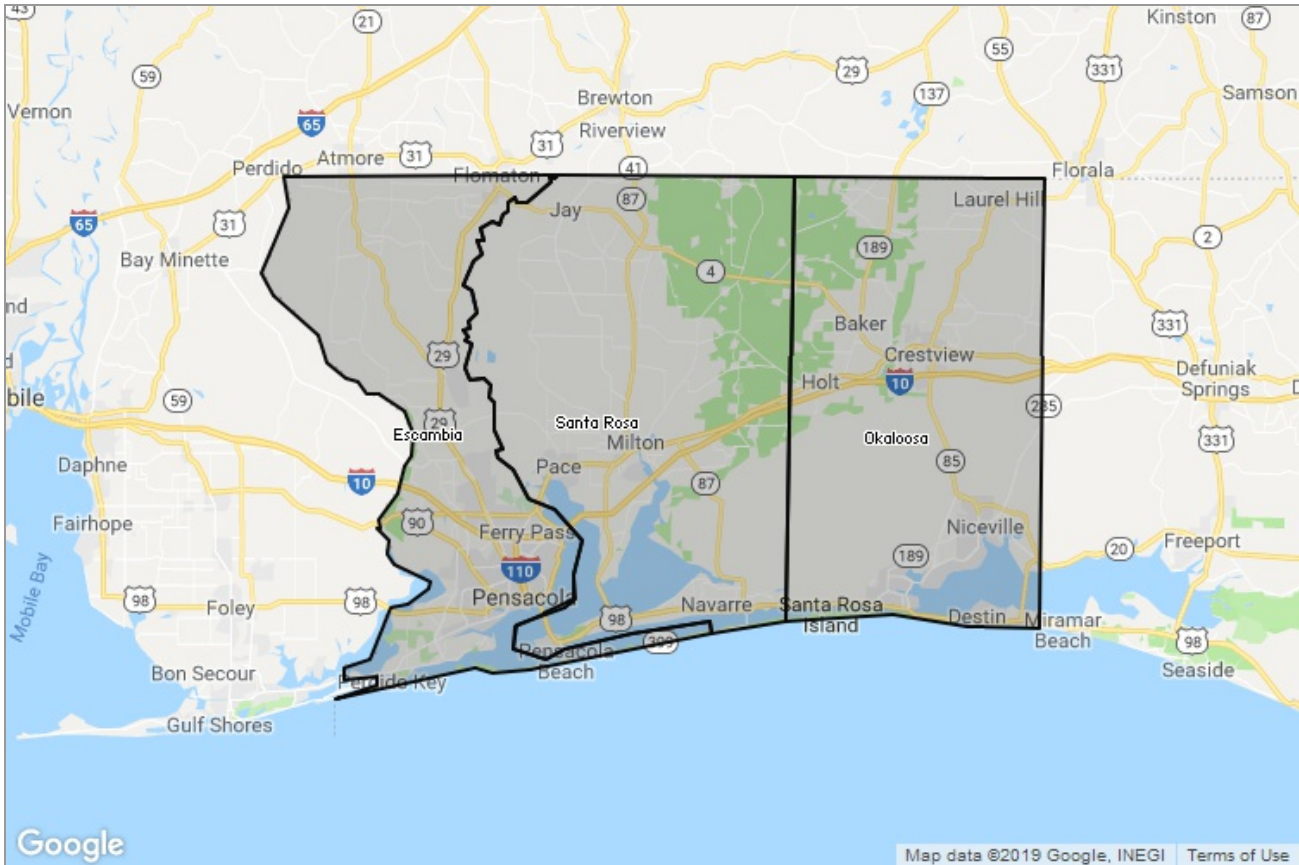 43
21
Kinston
87
59
55
331
29
Vernon
137
Samson
Brewton
65
Riverview
31
Perdido
Atmore
31
41
Florala
Flomaton
87
Laurel Hill
65
31
Jay
2
189
Bay Minette
4
nd
331
Baker
29
Crestview
Defuniak
Springs
Holt
10
bile
59
285
29
Santa Rosa
Escambia
Milton
Okaloosa
331
Daphne
Pace
85
10
87
Fairhope
90
Ferry Pass
Niceville
Freeport
110
189
20
Mobile Bay
98
Foley
98
Pensacola
98
Navarre
Santa Rosa
Island
Destin
Miramar
Beach
98
Pensacola
Beach
399
Bon Secour
Perdido Key
Seaside
Gulf Shores
Google
Map data ©2019 Google, INEGI
Terms of Use